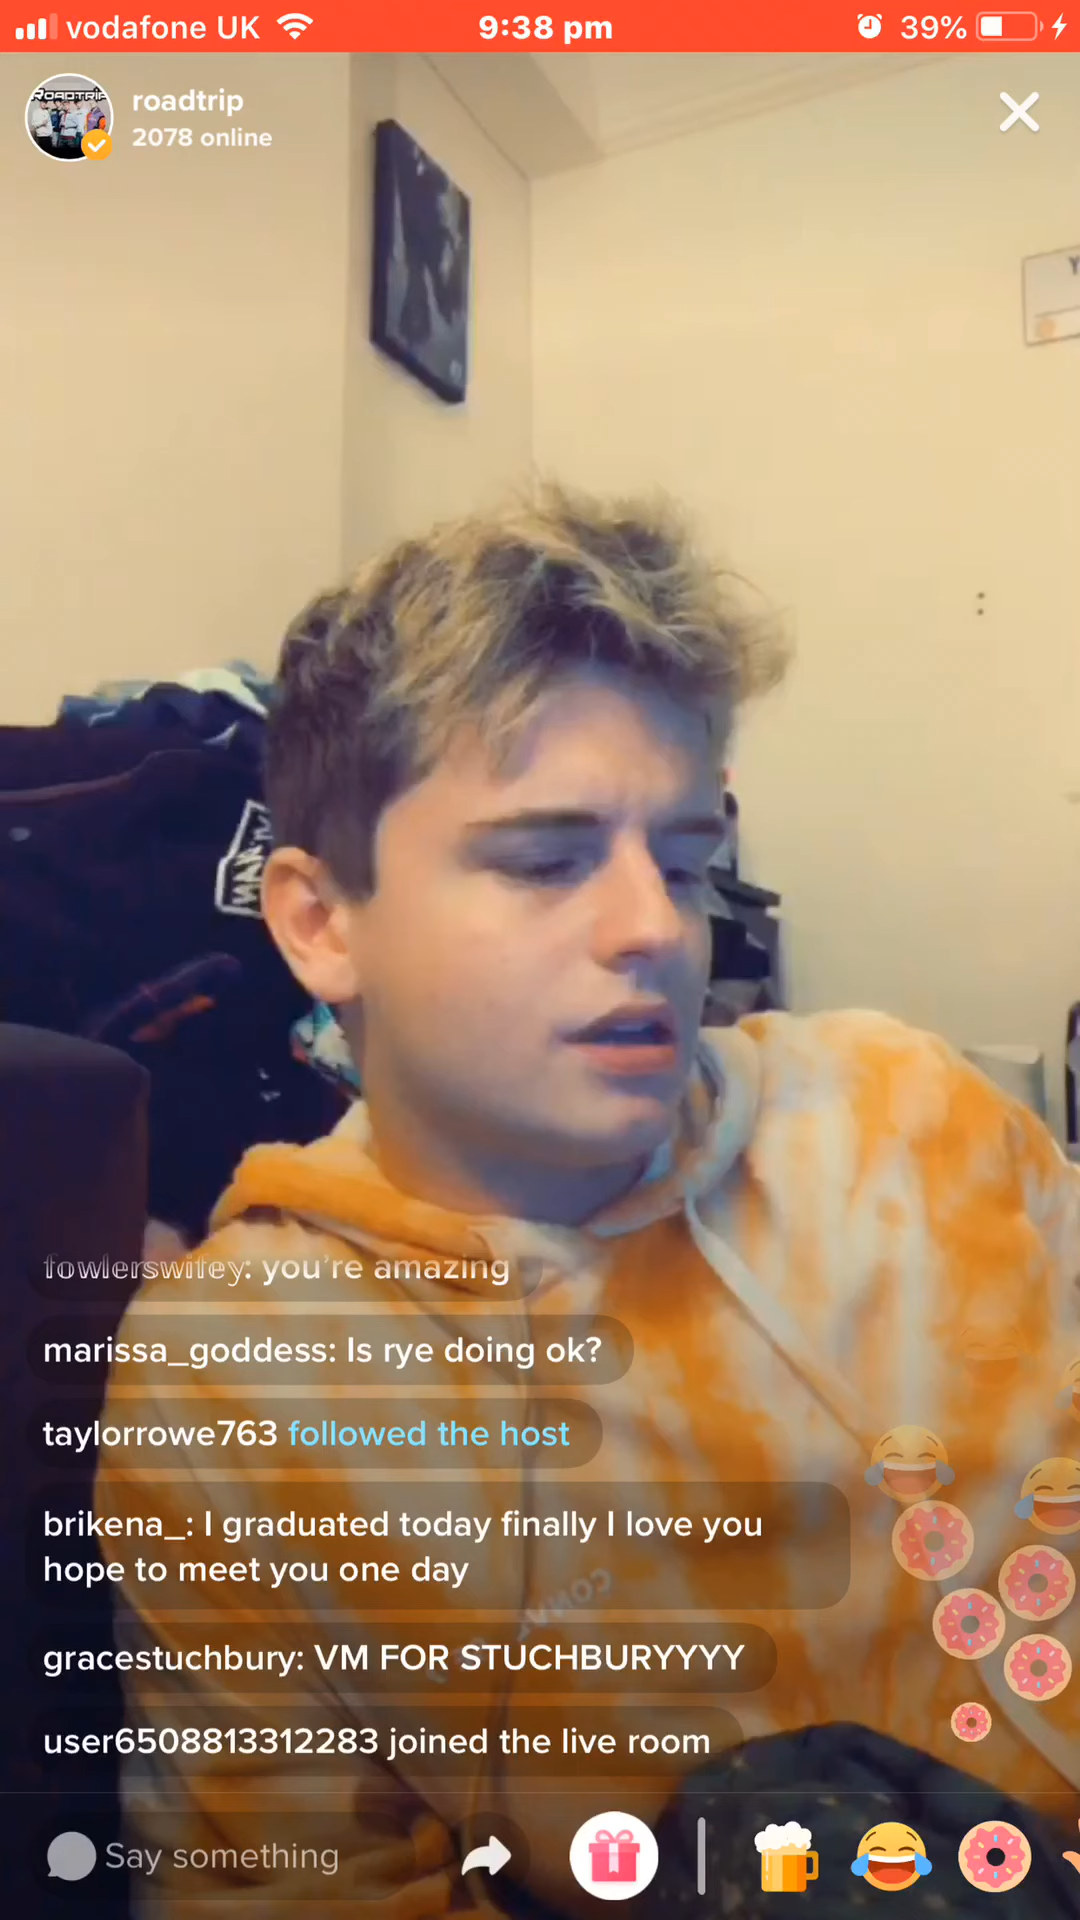 vodafone UK
9:38 pm
39%
ROADTRIP
roadtrip
2078 online
Y
fowlerswifey: you're amazing
marissa_goddess: Is rye doing ok?
taylorrowe763 followed the host
brikena_: I graduated today finally I love you
hope to meet you one day
gracestuchbury: VM FOR STUCHBURYYYY
user6508813312283 joined the live room
Say something